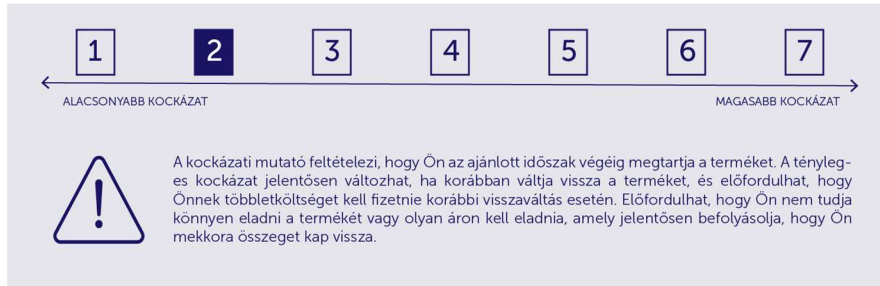 1 2 3 4 5 6 7
ALACSONYABB KOCKÁZAT MAGASABB KOCKÁZAT
!
A kockázati mutató feltételezi, hogy Ön az ajánlott időszak végéig megtartja a terméket. A tényleg-
es kockázat jelentősen változhat, ha korábban váltja vissza a terméket, és előfordulhat, hogy
Önnek többletköltséget kell fizetnie korábbi visszaváltás esetén. Előfordulhat, hogy Ön nem tudja
könnyen eladni a termékét vagy olyan áron kell eladnia, amely jelentősen befolyásolja, hogy Ön
mekkora összeget kap vissza.